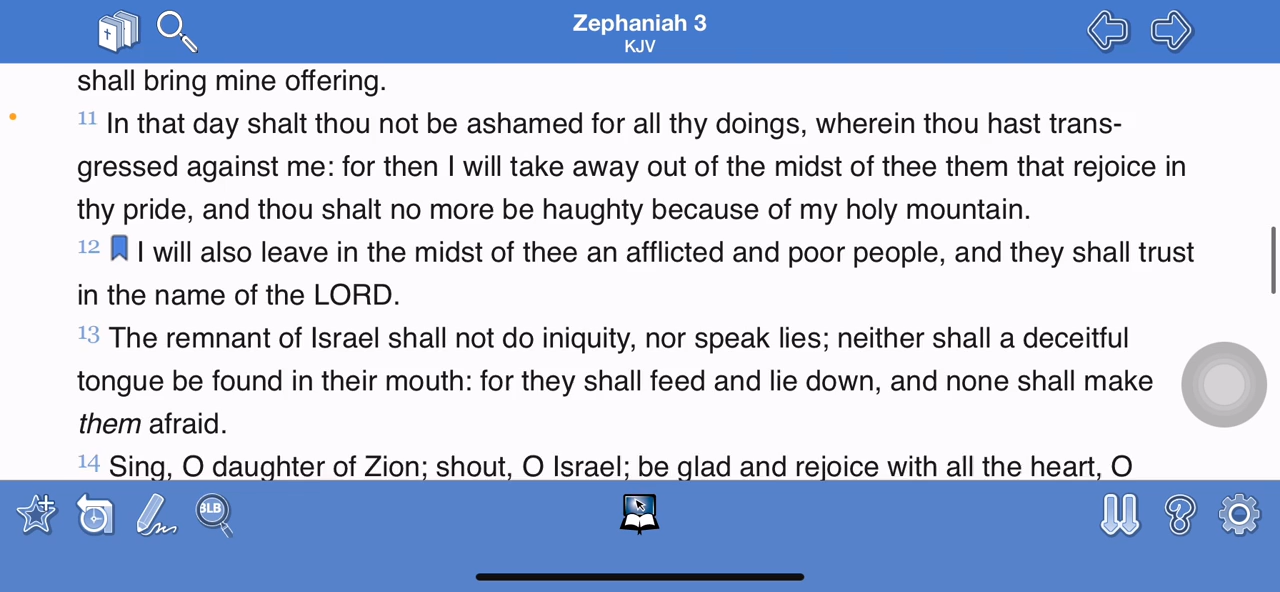 Zephaniah 3
KJV
shall bring mine offering.
11 In that day shalt thou not be ashamed for all thy doings, wherein thou hast trans-
gressed against me: for then I will take away out of the midst of thee them that rejoice in
thy pride, and thou shalt no more be haughty because of my holy mountain.
12 I will also leave in the midst of thee an afflicted and poor people, and they shall trust
in the name of the LORD.
13 The remnant of Israel shall not do iniquity, nor speak lies; neither shall a deceitful
tongue be found in their mouth: for they shall feed and lie down, and none shall make
them afraid.
14 Sing, O daughter of Zion; shout, O Israel; be glad and rejoice with all the heart, O
BLB